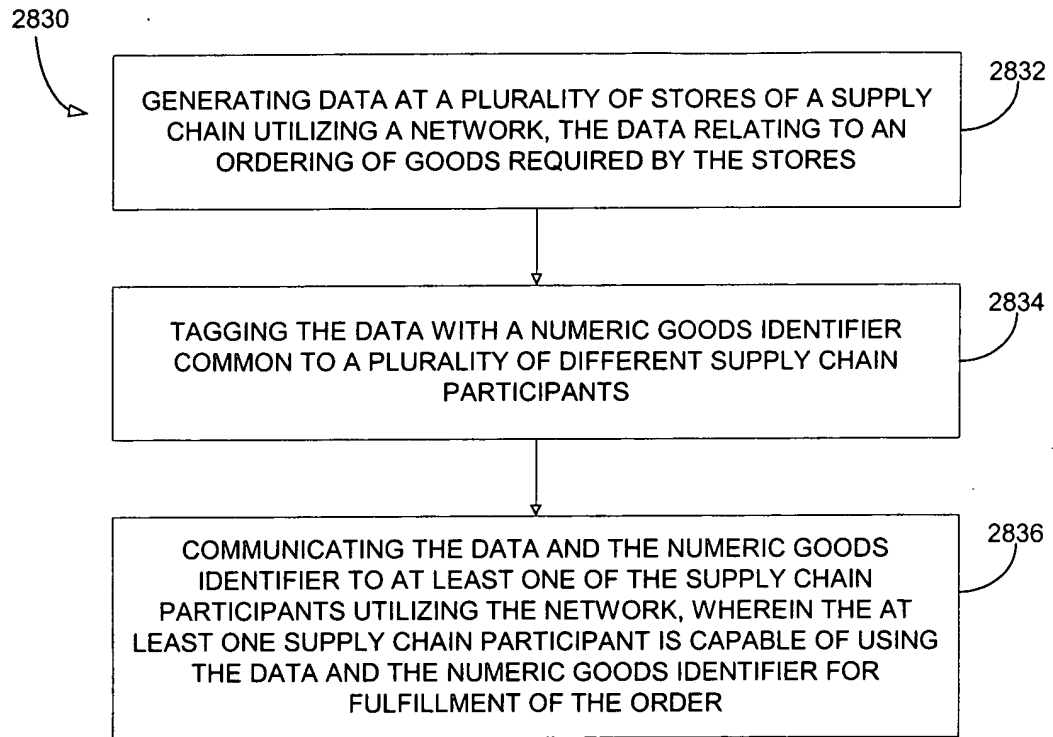 2830
2832
GENERATING DATA AT A PLURALITY OF STORES OF A SUPPLY
CHAIN UTILIZING A NETWORK, THE DATA RELATING TO AN
ORDERING OF GOODS REQUIRED BY THE STORES
2834
TAGGING THE DATA WITH A NUMERIC GOODS IDENTIFIER
COMMON TO A PLURALITY OF DIFFERENT SUPPLY CHAIN
PARTICIPANTS
2836
COMMUNICATING THE DATA AND THE NUMERIC GOODS
IDENTIFIER TO AT LEAST ONE OF THE SUPPLY CHAIN
PARTICIPANTS UTILIZING THE NETWORK, WHEREIN THE AT
LEAST ONE SUPPLY CHAIN PARTICIPANT IS CAPABLE OF USING
THE DATA AND THE NUMERIC GOODS IDENTIFIER FOR
FULFILLMENT OF THE ORDER